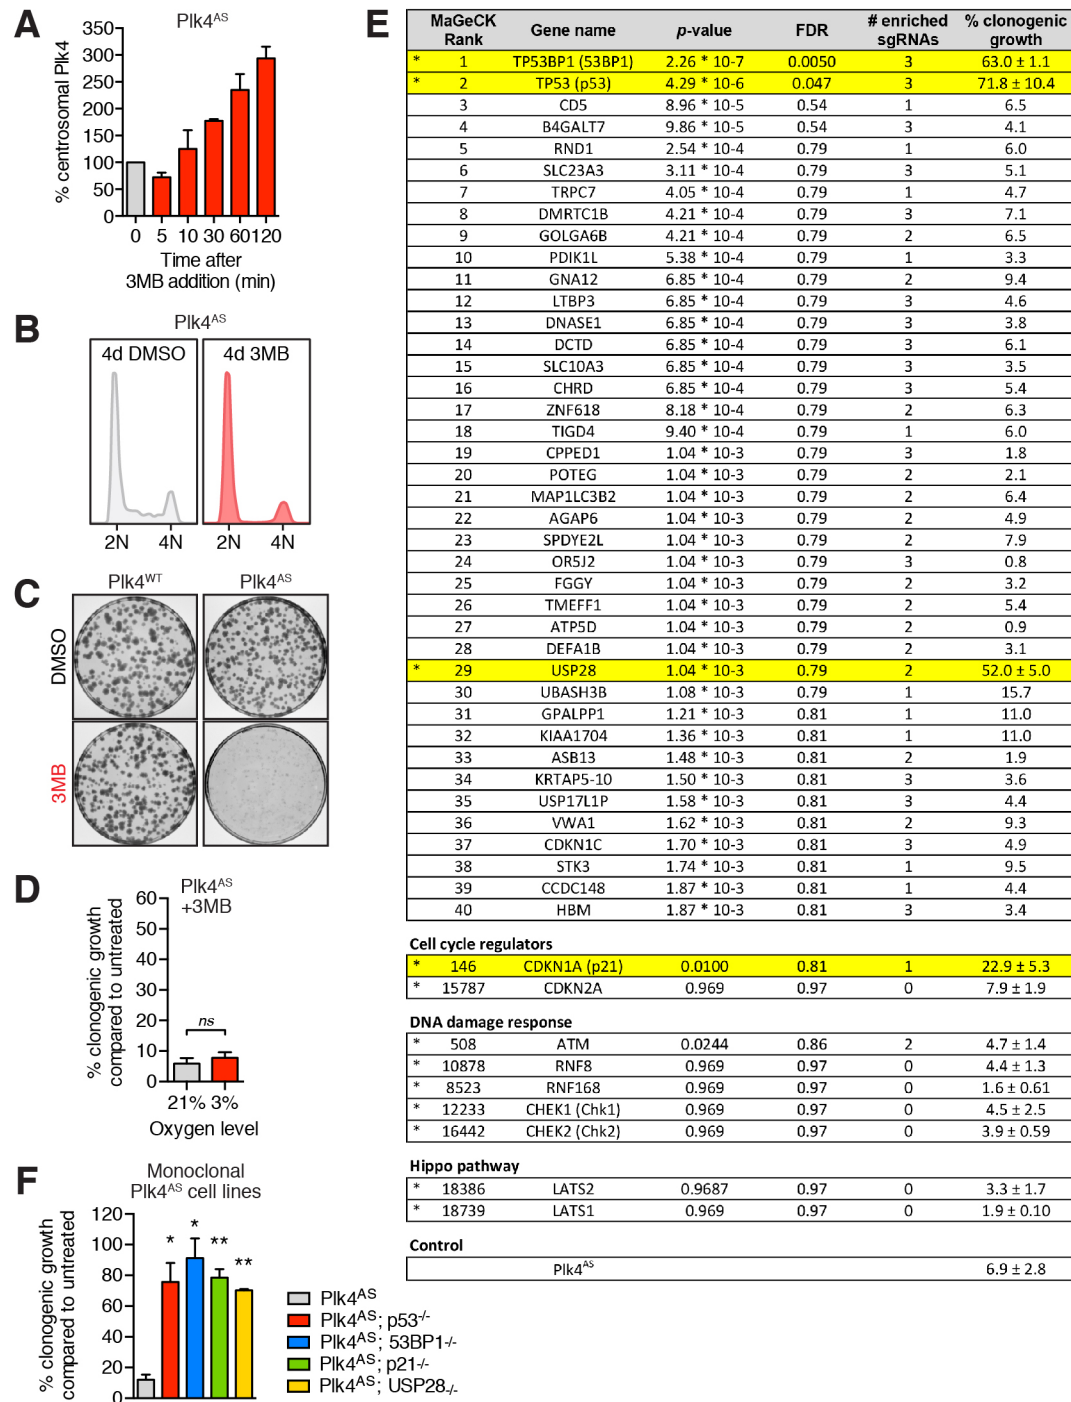 A
Plk4AS
% centrosomal Plk4
350
300
250
200
150
100
50
0
0 5 10 30 60 120
Time after
3MB addition (min)
B
Plk4AS
4d DMSO 4d 3MB
2N 4N 2N 4N
C
Plk4WT Plk4AS
DMSO
3MB
D
Plk4AS
+3MB
% clonogenic growth
compared to untreated
60
50
40
30
20
10
0
ns
21% 3%
Oxygen level
E
MaGeCK Rank Gene name p-value FDR # enriched sgRNAs % clonogenic growth
* 1 TP53BP1 (53BP1) 2.26 * 10-7 0.0050 3 63.0 ± 1.1
* 2 TP53 (p53) 4.29 * 10-6 0.047 3 71.8 ± 10.4
3 CD5 8.96 * 10-5 0.54 1 6.5
4 B4GALT7 9.86 * 10-5 0.54 3 4.1
5 RND1 2.54 * 10-4 0.79 1 6.0
6 SLC23A3 3.11 * 10-4 0.79 3 5.1
7 TRPC7 4.05 * 10-4 0.79 1 4.7
8 DMRTC1B 4.21 * 10-4 0.79 3 7.1
9 GOLGA6B 4.21 * 10-4 0.79 2 6.5
10 PDIK1L 5.38 * 10-4 0.79 1 3.3
11 GNA12 6.85 * 10-4 0.79 2 9.4
12 LTBP3 6.85 * 10-4 0.79 3 4.6
13 DNASE1 6.85 * 10-4 0.79 3 3.8
14 DCTD 6.85 * 10-4 0.79 3 6.1
15 SLC10A3 6.85 * 10-4 0.79 3 3.5
16 CHRD 6.85 * 10-4 0.79 3 5.4
17 ZNF618 8.18 * 10-4 0.79 2 6.3
18 TIGD4 9.40 * 10-4 0.79 1 6.0
19 CPPED1 1.04 * 10-3 0.79 3 1.8
20 POTEG 1.04 * 10-3 0.79 2 2.1
21 MAP1LC3B2 1.04 * 10-3 0.79 2 6.4
22 AGAP6 1.04 * 10-3 0.79 2 4.9
23 SPDYE2L 1.04 * 10-3 0.79 2 7.9
24 OR5J2 1.04 * 10-3 0.79 3 0.8
25 FGGY 1.04 * 10-3 0.79 2 3.2
26 TMEFF1 1.04 * 10-3 0.79 2 5.4
27 ATP5D 1.04 * 10-3 0.79 2 0.9
28 DEFA1B 1.04 * 10-3 0.79 2 3.1
* 29 USP28 1.04 * 10-3 0.79 2 52.0 ± 5.0
30 UBASH3B 1.08 * 10-3 0.79 1 15.7
31 GPALPP1 1.21 * 10-3 0.81 1 11.0
32 KIAA1704 1.36 * 10-3 0.81 1 11.0
33 ASB13 1.48 * 10-3 0.81 2 1.9
34 KRTAP5-10 1.50 * 10-3 0.81 3 3.6
35 USP17L1P 1.58 * 10-3 0.81 3 4.4
36 VWA1 1.62 * 10-3 0.81 2 9.3
37 CDKN1C 1.70 * 10-3 0.81 3 4.9
38 STK3 1.74 * 10-3 0.81 1 9.5
39 CCDC148 1.87 * 10-3 0.81 1 4.4
40 HBM 1.87 * 10-3 0.81 3 3.4
Cell cycle regulators
* 146 CDKN1A (p21) 0.0100 0.81 1 22.9 ± 5.3
* 15787 CDKN2A 0.969 0.97 0 7.9 ± 1.9
DNA damage response
* 508 ATM 0.0244 0.86 2 4.7 ± 1.4
* 10878 RNF8 0.969 0.97 0 4.4 ± 1.3
* 8523 RNF168 0.969 0.97 0 1.6 ± 0.61
* 12233 CHEK1 (Chk1) 0.969 0.97 0 4.5 ± 2.5
* 16442 CHEK2 (Chk2) 0.969 0.97 0 3.9 ± 0.59
Hippo pathway
* 18386 LATS2 0.9687 0.97 0 3.3 ± 1.7
* 18739 LATS1 0.969 0.97 0 1.9 ± 0.10
Control
Plk4AS 6.9 ± 2.8
F
Monoclonal
Plk4AS cell lines
% clonogenic growth
compared to untreated
120
100
80
60
40
20
0
* * ** **
Plk4AS
Plk4AS; p53-/-
Plk4AS; 53BP1-/-
Plk4AS; p21-/-
Plk4AS; USP28-/-